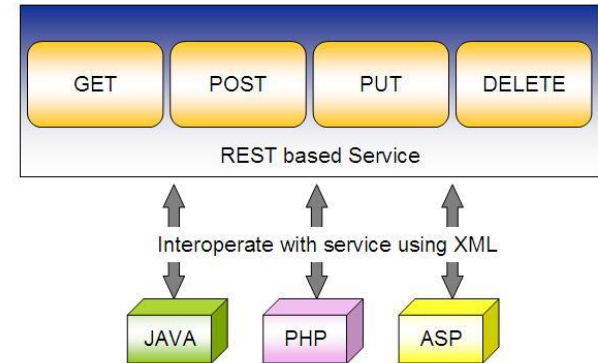 GET POST PUT DELETE
REST based Service
Interoperate with service using XML
JAVA PHP ASP